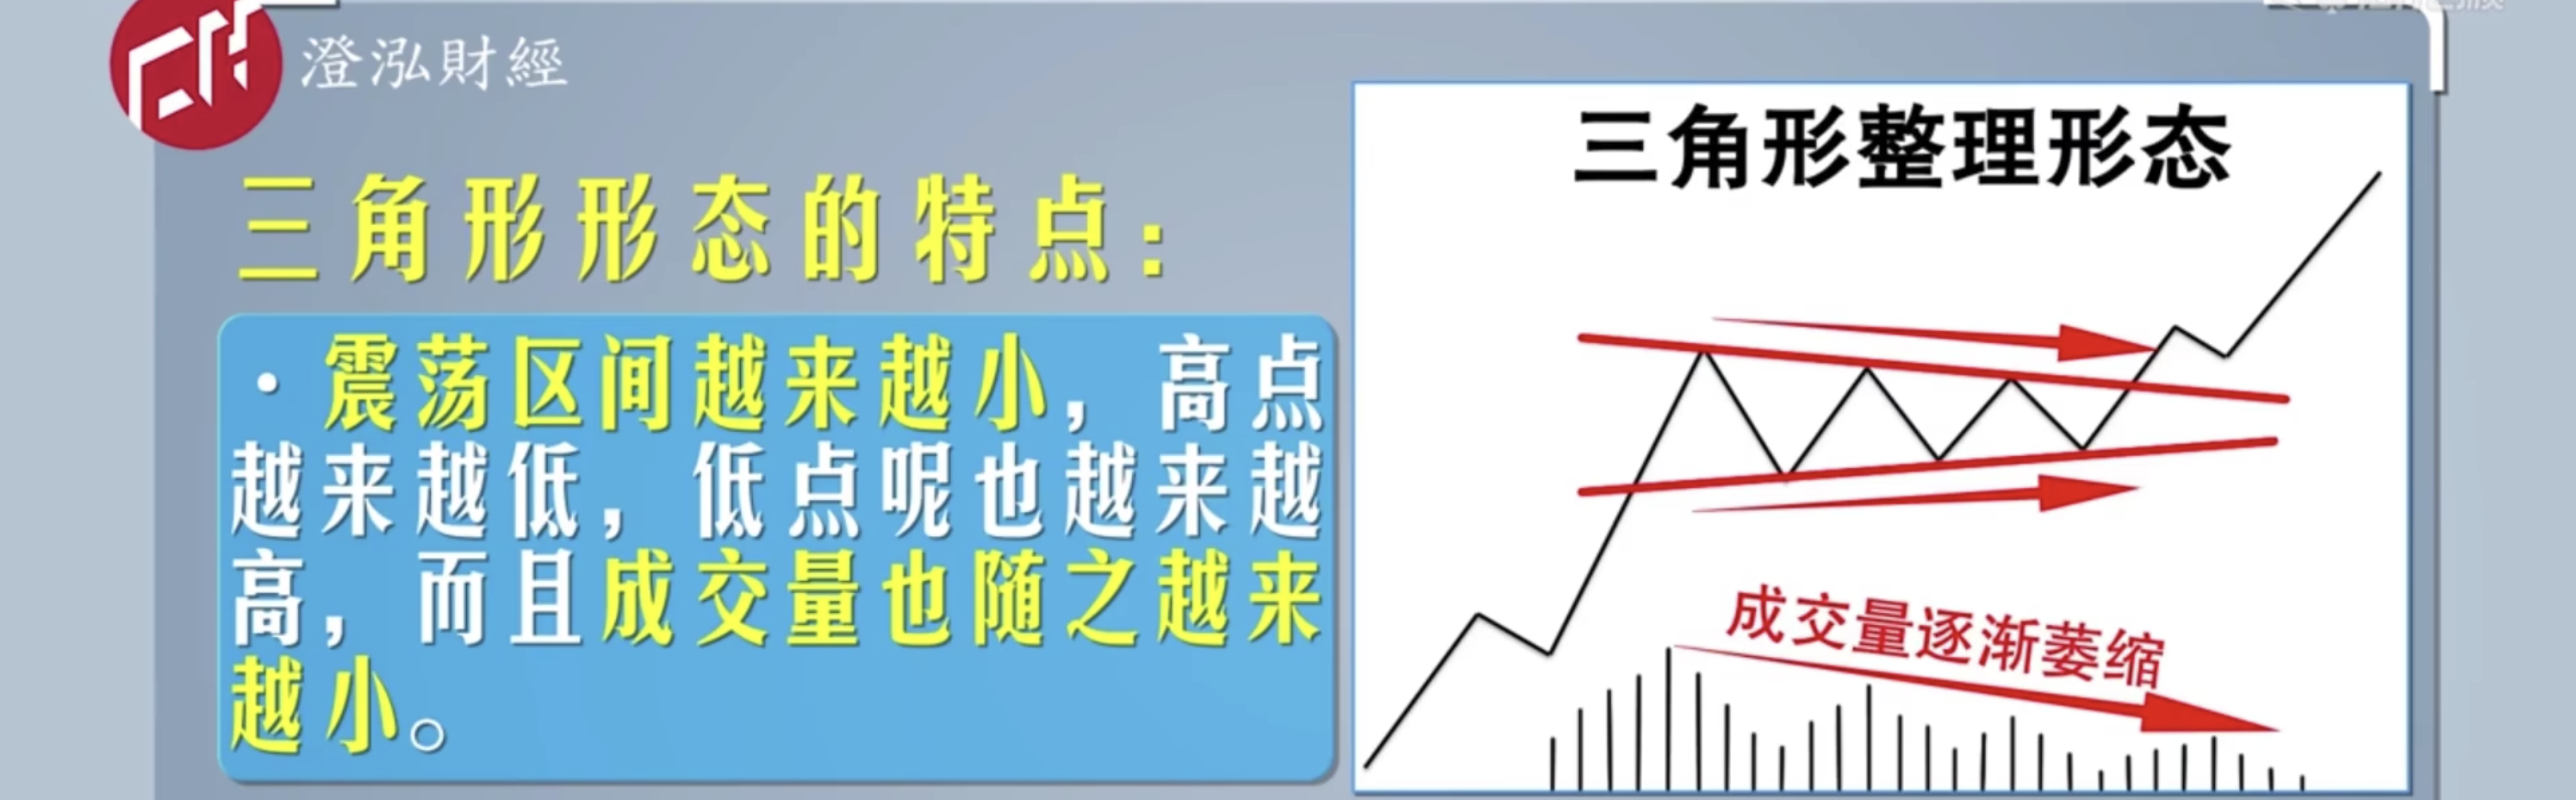 澄泓財經
三角形形态的特点：
·震荡区间越来越小，高点
越来越低，低点呢也越来越
高，而且成交量也随之越来
越小。
三角形整理形态
成交量逐渐萎缩